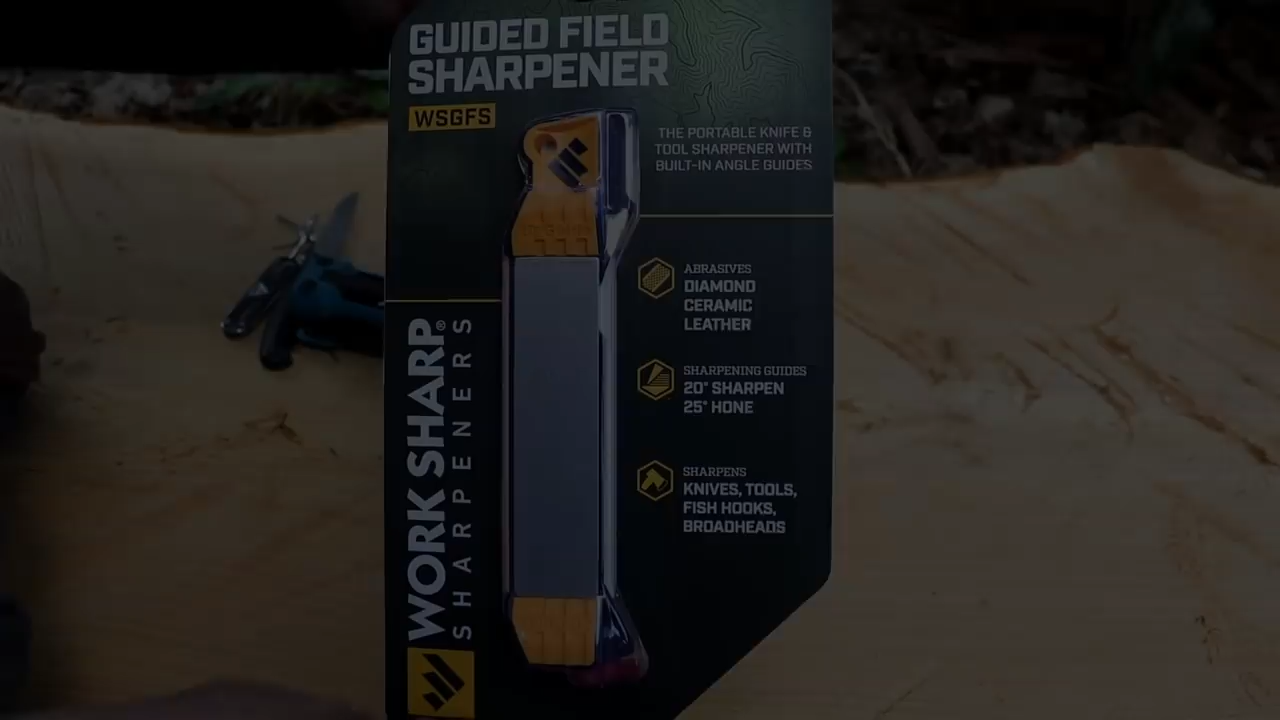 GUIDED FIELD
SHARPENER
WSGFS
THE PORTABLE KNIFE &
TOOL SHARPENER WITH
BUILT-IN ANGLE GUIDES
ABRASIVES
DIAMOND
CERAMIC
LEATHER
SHARPENING GUIDES
20° SHARPEN
25° HONE
SHARPENS
KNIVES, TOOLS,
FISH HOOKS,
BROADHEADS
WORK SHARP®
SHARPENERS